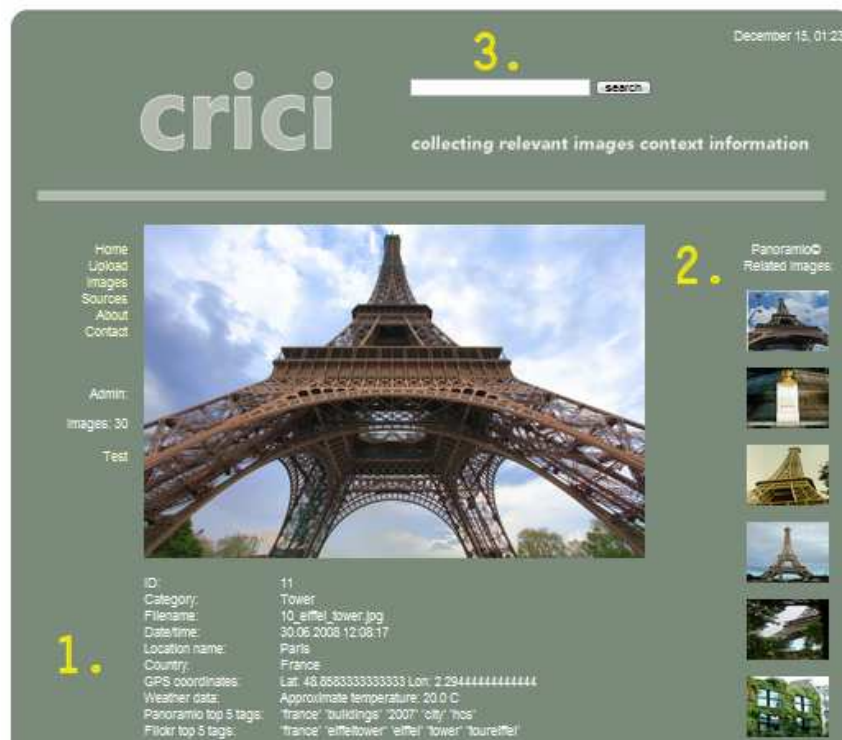 December 15, 01:23
3.
search
crici
collecting relevant images context information
Home
Upload
Images
Sources
About
Contact
Admin:
Images: 30
Test
2.
Panoramio©
Related images:
1.
ID: 11
Category: Tower
Filename: 10_eiffel_tower.jpg
Date/time: 30.06.2008 12:08:17
Location name: Paris
Country: France
GPS coordinates: Lat: 48.8583333333333 Lon: 2.29444444444444
Weather data: Approximate temperature: 20.0 C
Panoramio top 5 tags: 'france' 'buildings' '2007' 'city' 'hcs'
Flickr top 5 tags: 'france' 'eiffeltower' 'eiffel' 'tower' 'toureiffel'